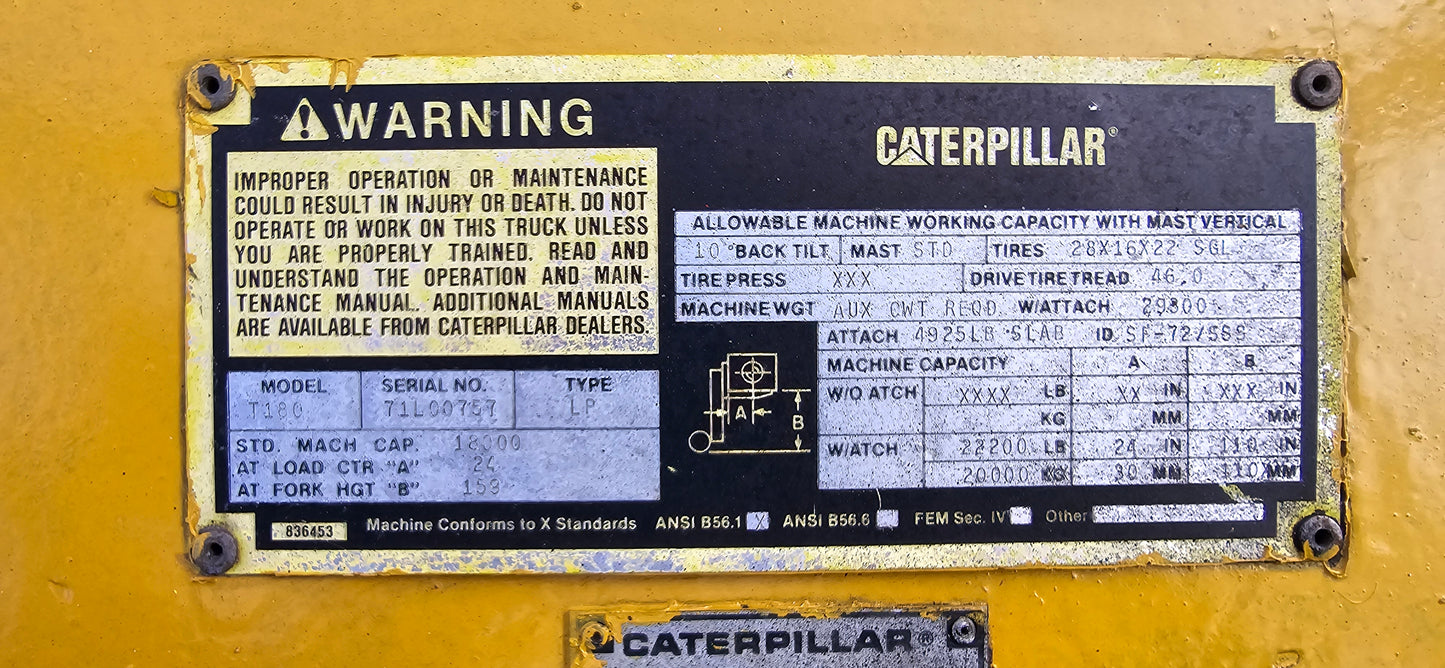 WARNING
IMPROPER OPERATION OR MAINTENANCE
COULD RESULT IN INJURY OR DEATH. DO NOT
OPERATE OR WORK ON THIS TRUCK UNLESS
YOU ARE PROPERLY TRAINED. READ AND
UNDERSTAND THE OPERATION AND MAIN-
TENANCE MANUAL. ADDITIONAL MANUALS
ARE AVAILABLE FROM CATERPILLAR DEALERS.
MODEL SERIAL NO. TYPE
T180 71L00757 LP
STD. MACH CAP. 18000
AT LOAD CTR "A" 24
AT FORK HGT "B" 159
CATERPILLAR®
ALLOWABLE MACHINE WORKING CAPACITY WITH MAST VERTICAL
10 ° BACK TILT MAST STD TIRES 28X16X22 SGL
TIRE PRESS XXX DRIVE TIRE TREAD 46.0
MACHINE WGT AUX CWT REQD W/ATTACH 29300
ATTACH 4925LB SLAB ID SF-72/
MACHINE CAPACITY A B
W/O ATCH XXXX LB XX IN XXX IN
KG MM MM
W/ATCH 22200 LB 24 IN 110 IN
20000 KG 30 MM 110 MM
A
B
836453 Machine Conforms to X Standards ANSI B56.1 X ANSI B56.6 FEM Sec. IV Other
CATERPILLAR®